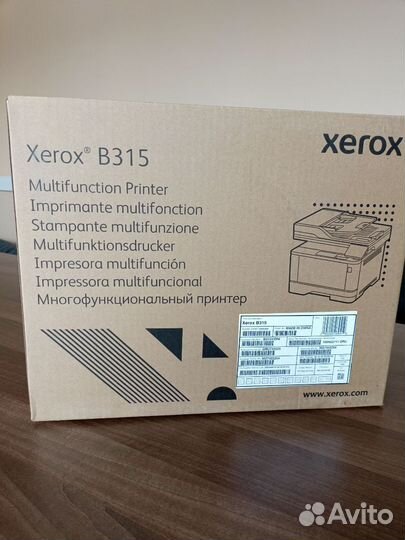 xerox
Xerox® B315
Multifunction Printer
Imprimante multifonction
Stampante multifunzione
Multifunktionsdrucker
Impresora multifunción
Impressora multifuncional
Многофункциональный принтер
Xerox B315
www.xerox.com
Avito